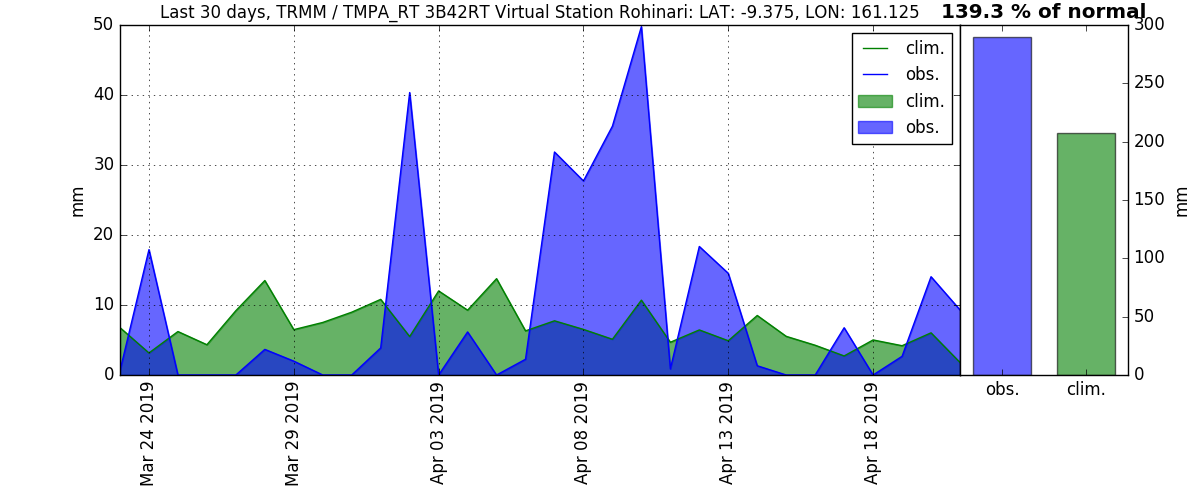 Last 30 days, TRMM / TMPA_RT 3B42RT Virtual Station Rohinari: LAT: -9.375, LON: 161.125
139.3 % of normal
50
40
30
20
10
0
mm
clim.
obs.
clim.
obs.
Mar 24 2019
Mar 29 2019
Apr 03 2019
Apr 08 2019
Apr 13 2019
Apr 18 2019
300
250
200
150
100
50
0
mm
obs.
clim.